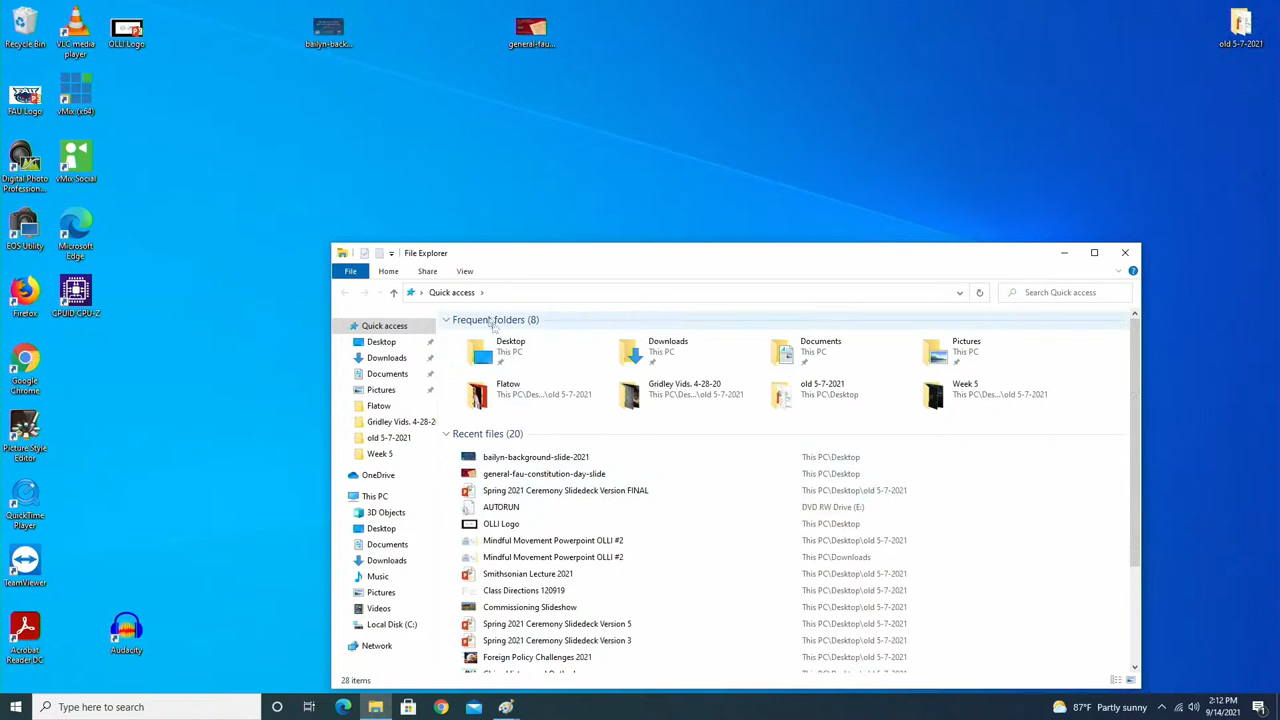 Recycle Bin
VLC media
player
OLLI Logo
bailyn-back...
general-fau...
old 5-7-2021
FAU Logo
vMix (x64)
Digital Photo
Profession...
vMix Social
EOS Utility
Microsoft
Edge
Firefox
CPUID CPU-Z
Google
Chrome
Picture Style
Editor
QuickTime
Player
TeamViewer
Acrobat
Reader DC
Audacity
File Explorer
File Home Share View
Quick access
Search Quick access
Quick access
Desktop
Downloads
Documents
Pictures
Flatow
Gridley Vids. 4-28-2
old 5-7-2021
Week 5
OneDrive
This PC
3D Objects
Desktop
Documents
Downloads
Music
Pictures
Videos
Local Disk (C:)
Network
Frequent folders (8)
Desktop
This PC
Downloads
This PC
Documents
This PC
Pictures
This PC
Flatow
This PC\Des...\old 5-7-2021
Gridley Vids. 4-28-20
This PC\Des...\old 5-7-2021
old 5-7-2021
This PC\Desktop
Week 5
This PC\Des...\old 5-7-2021
Recent files (20)
bailyn-background-slide-2021 This PC\Desktop
general-fau-constitution-day-slide This PC\Desktop
Spring 2021 Ceremony Slidedeck Version FINAL This PC\Desktop\old 5-7-2021
AUTORUN DVD RW Drive (E:)
OLLI Logo This PC\Desktop
Mindful Movement Powerpoint OLLI #2 This PC\Desktop\old 5-7-2021
Mindful Movement Powerpoint OLLI #2 This PC\Downloads
Smithsonian Lecture 2021 This PC\Desktop\old 5-7-2021
Class Directions 120919 This PC\Desktop\old 5-7-2021
Commissioning Slideshow This PC\Desktop\old 5-7-2021
Spring 2021 Ceremony Slidedeck Version 5 This PC\Desktop\old 5-7-2021
Spring 2021 Ceremony Slidedeck Version 3 This PC\Desktop\old 5-7-2021
Foreign Policy Challenges 2021 This PC\Desktop\old 5-7-2021
28 items
Type here to search
87°F Partly sunny
2:12 PM
9/14/2021